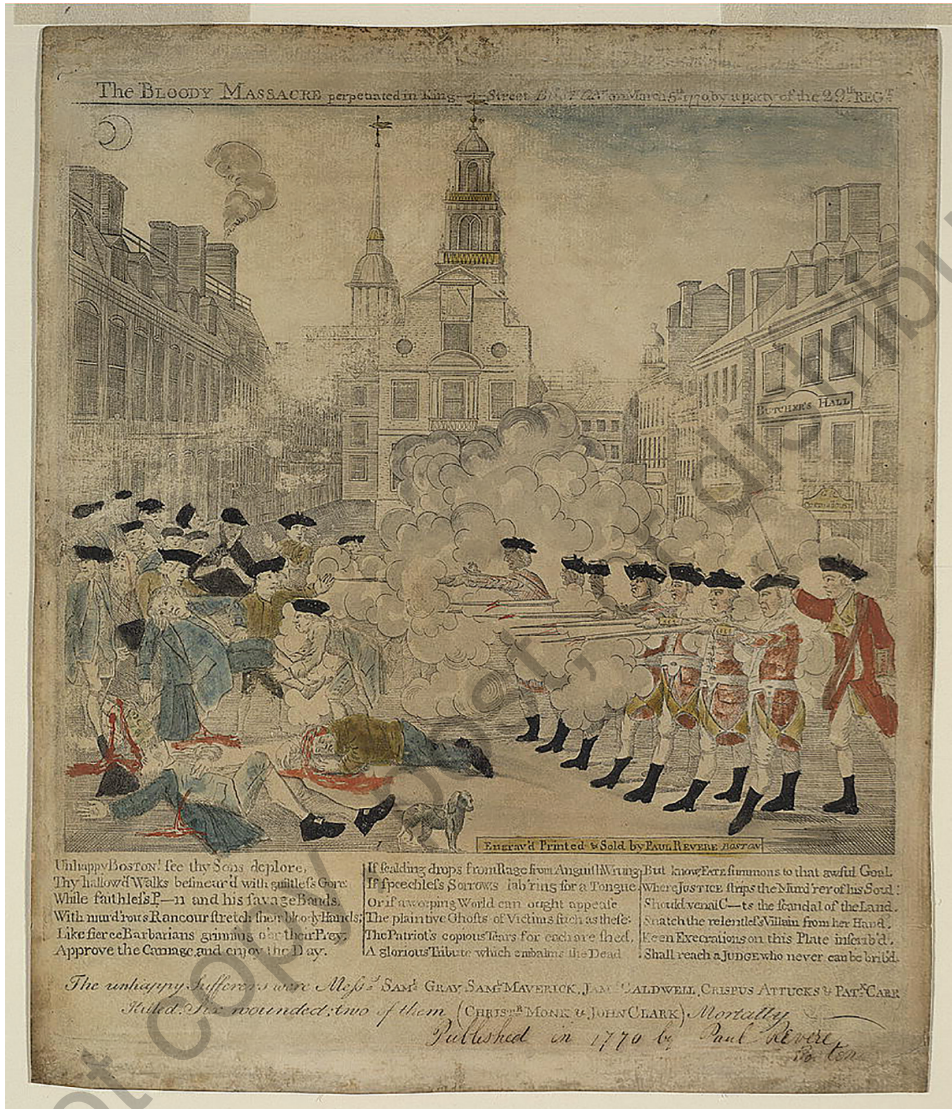 The BLOODY MASSACRE perpetrated in King Street BOSTON on March 5th 1770 by a party of the 29th REGT
BUTCHER'S HALL
Engrav'd Printed & Sold by PAUL REVERE BOSTON
Unhappy BOSTON! see thy Sons deplore,
Thy hallow'd Walks besmear'd with guiltless Gore:
While faithless P—n and his savage Bands,
With murd'rous Rancour stretch their bloody Hands;
Like fierce Barbarians grinning o'er their Prey,
Approve the Carnage, and enjoy the Day.
If scalding drops from Rage from Anguish Wrung
If speechless Sorrows lab'ring for a Tongue,
Or if a weeping World can ought appease
The plaintive Ghosts of Victims such as these;
The Patriot's copious Tears for each are shed,
A glorious Tribute which embalms the Dead
But know, FATE summons to that awful Goal,
Where JUSTICE strips the Murd'rer of his Soul:
Should venal C—ts the scandal of the Land,
Snatch the relentless Villain from her Hand,
Keen Execrations on this Plate inscrib'd,
Shall reach a JUDGE who never can be brib'd.
The unhappy Sufferers were Messs SAML GRAY, SAML MAVERICK, JAMS CALDWELL, CRISPUS ATTUCKS & PATK CARR
Killed. Six wounded; two of them (CHRISTR MONK & JOHN CLARK) Mortally
Published in 1770 by Paul Revere
Boston
not copy, post, or distribu